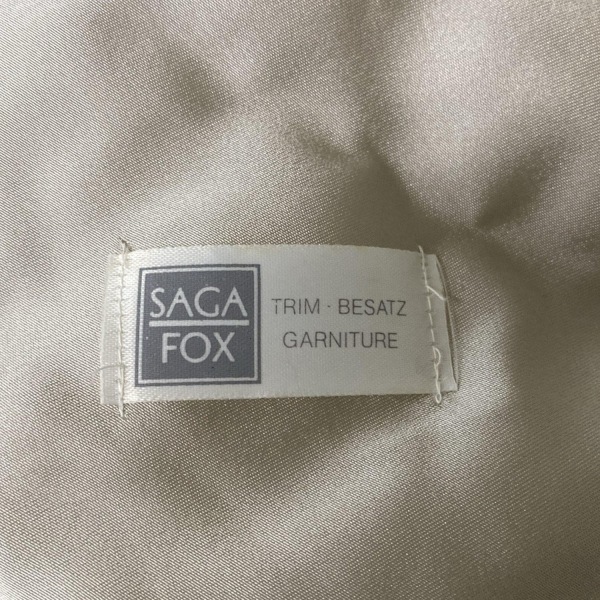 SAGA
FOX
TRIM · BESATZ
GARNITURE